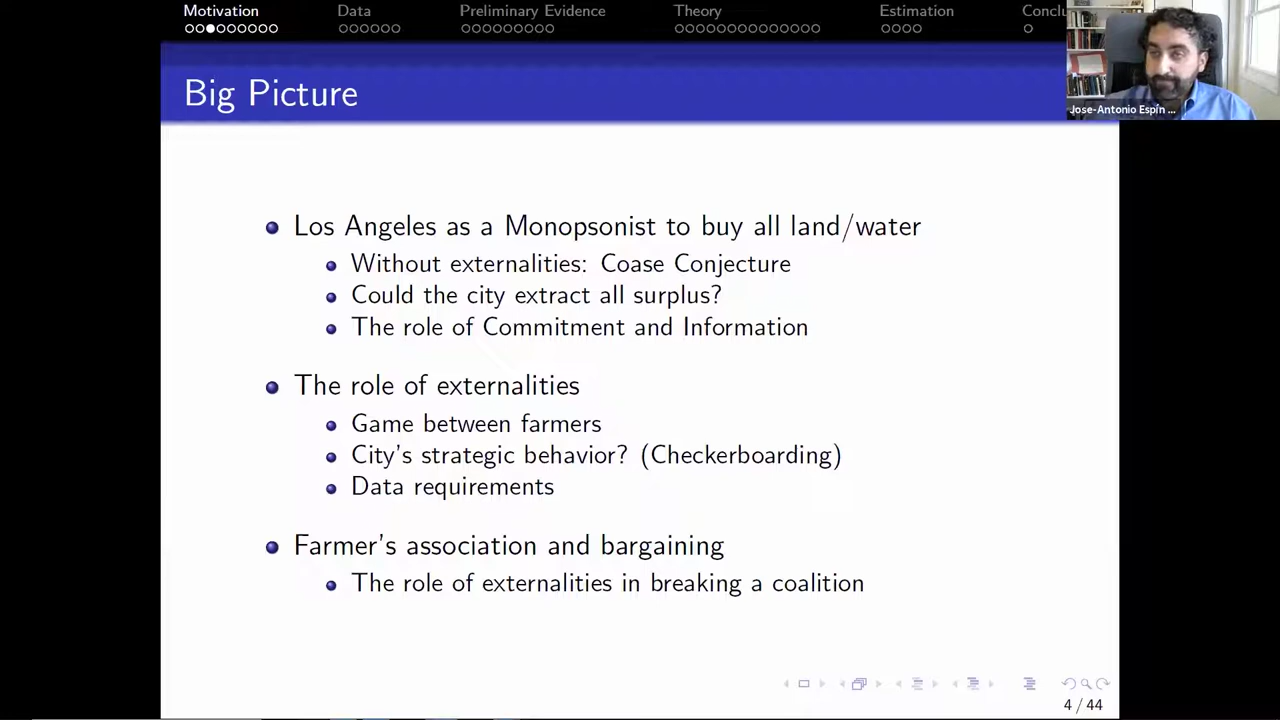 Motivation Data Preliminary Evidence Theory Estimation Conclu
Jose-Antonio Espín ...
Big Picture
Los Angeles as a Monopsonist to buy all land/water
Without externalities: Coase Conjecture
Could the city extract all surplus?
The role of Commitment and Information
The role of externalities
Game between farmers
City's strategic behavior? (Checkerboarding)
Data requirements
Farmer's association and bargaining
The role of externalities in breaking a coalition
4 / 44